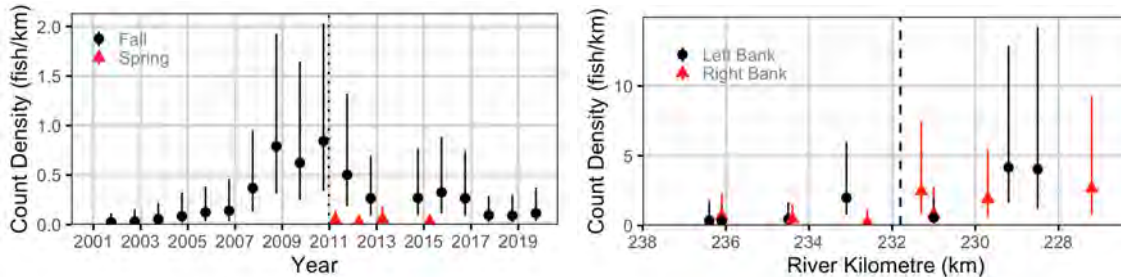 Count Density (fish/km)
2.0
1.5
1.0
0.5
0.0
Fall
Spring
2001 2003 2005 2007 2009 2011 2013 2015 2017 2019
Year
Count Density (fish/km)
10
5
0
Left Bank
Right Bank
238 236 234 232 230 228
River Kilometre (km)